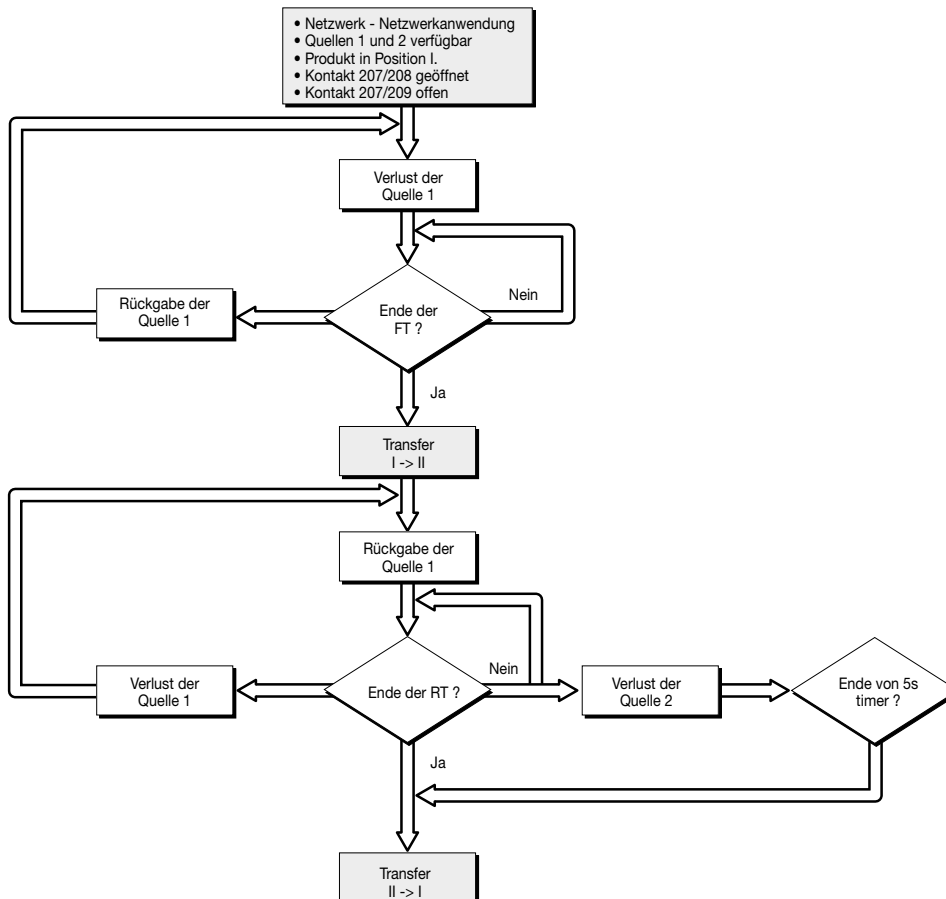 • Netzwerk - Netzwerkanwendung
• Quellen 1 und 2 verfügbar
• Produkt in Position I.
• Kontakt 207/208 geöffnet
• Kontakt 207/209 offen
Verlust der
Quelle 1
Nein
Rückgabe der
Quelle 1
Ende der
FT ?
Ja
Transfer
I -> II
Rückgabe der
Quelle 1
Nein
Verlust der
Quelle 1
Ende der RT ?
Verlust der
Quelle 2
Ende von 5s
timer ?
Ja
Transfer
II -> I